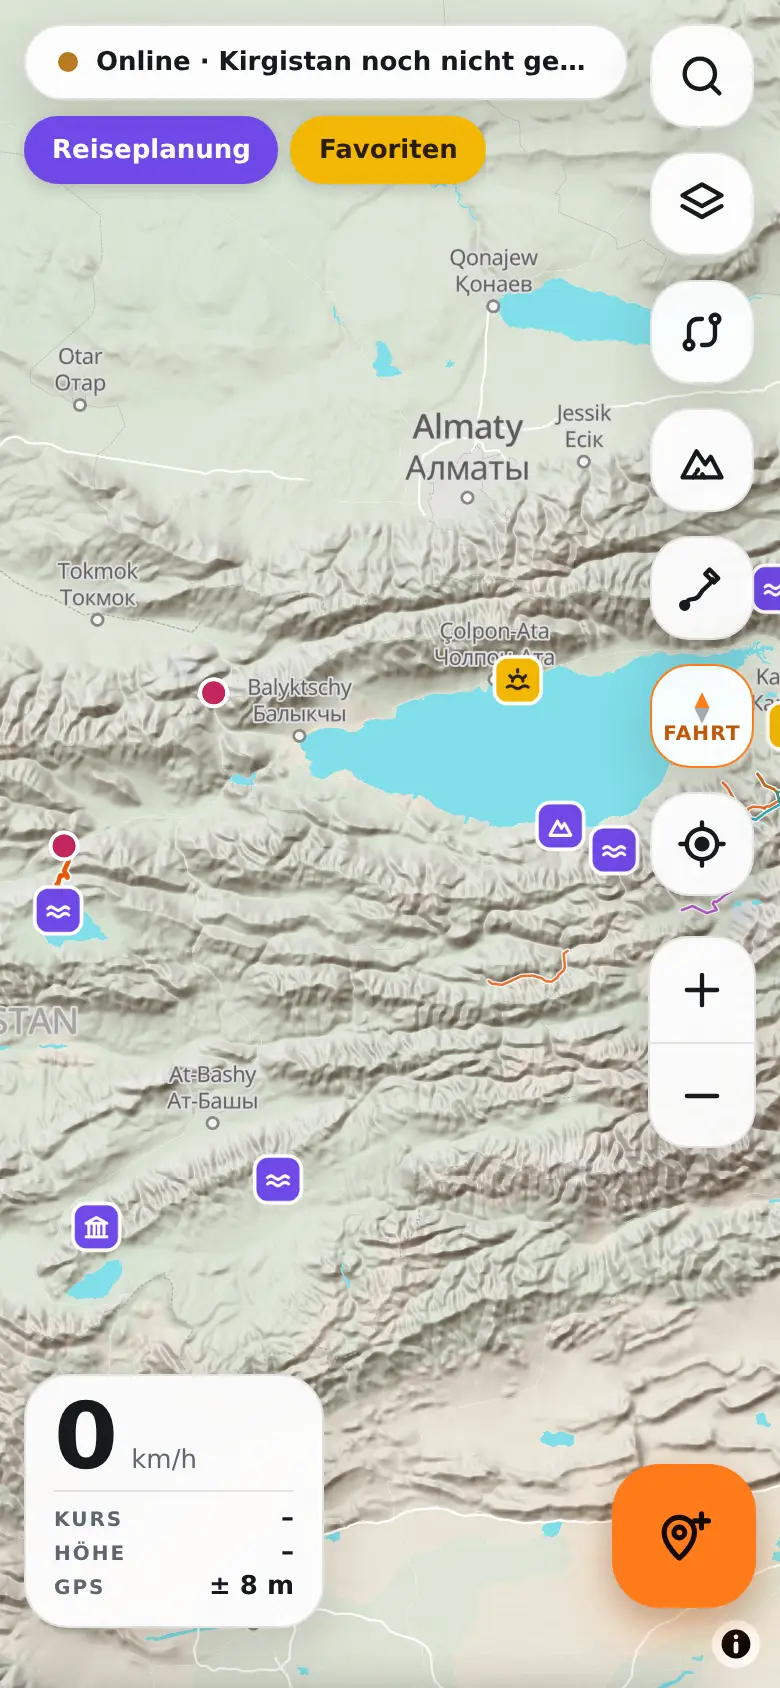 Online · Kirgistan noch nicht ge...
Reiseplanung
Favoriten
Qonajew
Қонаев
Otar
Отар
Jessik
Есік
Almaty
Алматы
Tokmok
Токмок
Çolpon-Ata
FAHRT
Balyktschy
Балыкчы
STAN
At-Bashy
Ат-Башы
0 km/h
KURS -
HÖHE -
GPS ± 8 m